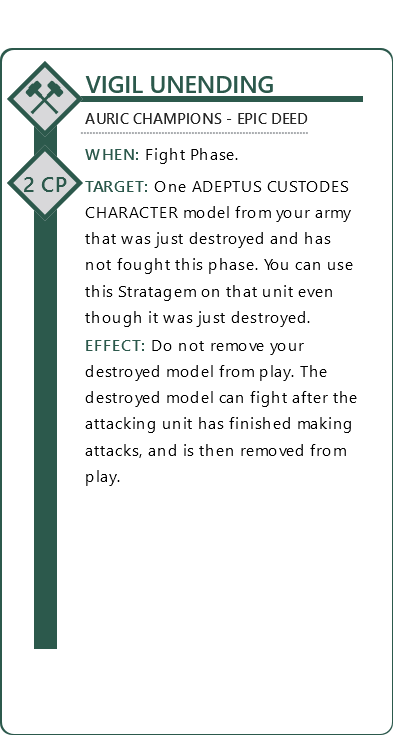 VIGIL UNENDING
AURIC CHAMPIONS - EPIC DEED
WHEN: Fight Phase.
2 CP
TARGET: One ADEPTUS CUSTODES
CHARACTER model from your army
that was just destroyed and has
not fought this phase. You can use
this Stratagem on that unit even
though it was just destroyed.
EFFECT: Do not remove your
destroyed model from play. The
destroyed model can fight after the
attacking unit has finished making
attacks, and is then removed from
play.